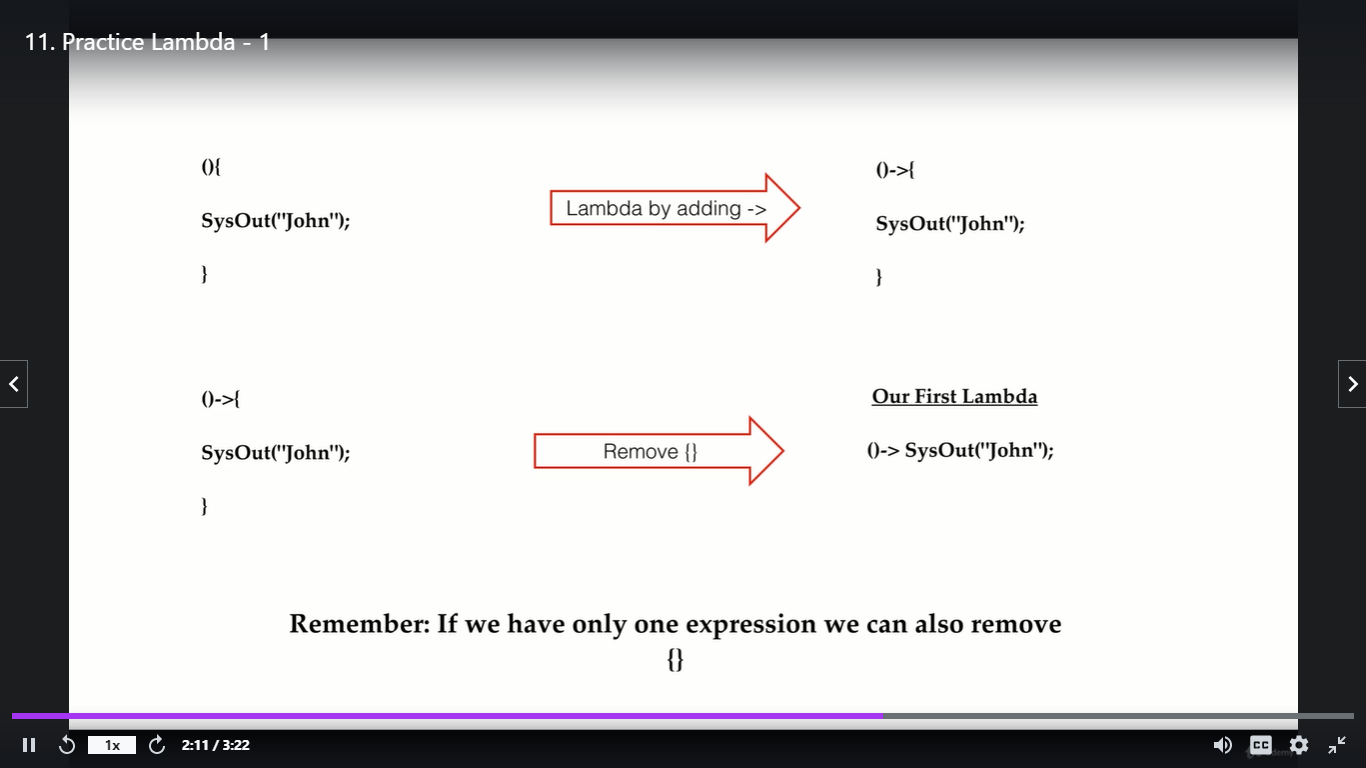 11. Practice Lambda - 1
(){
SysOut("John");
}
Lambda by adding ->
()->{
SysOut("John");
}
()->{
SysOut("John");
}
Remove {}
Our First Lambda
()-> SysOut("John");
Remember: If we have only one expression we can also remove
{}
1x
2:11 / 3:22
CC